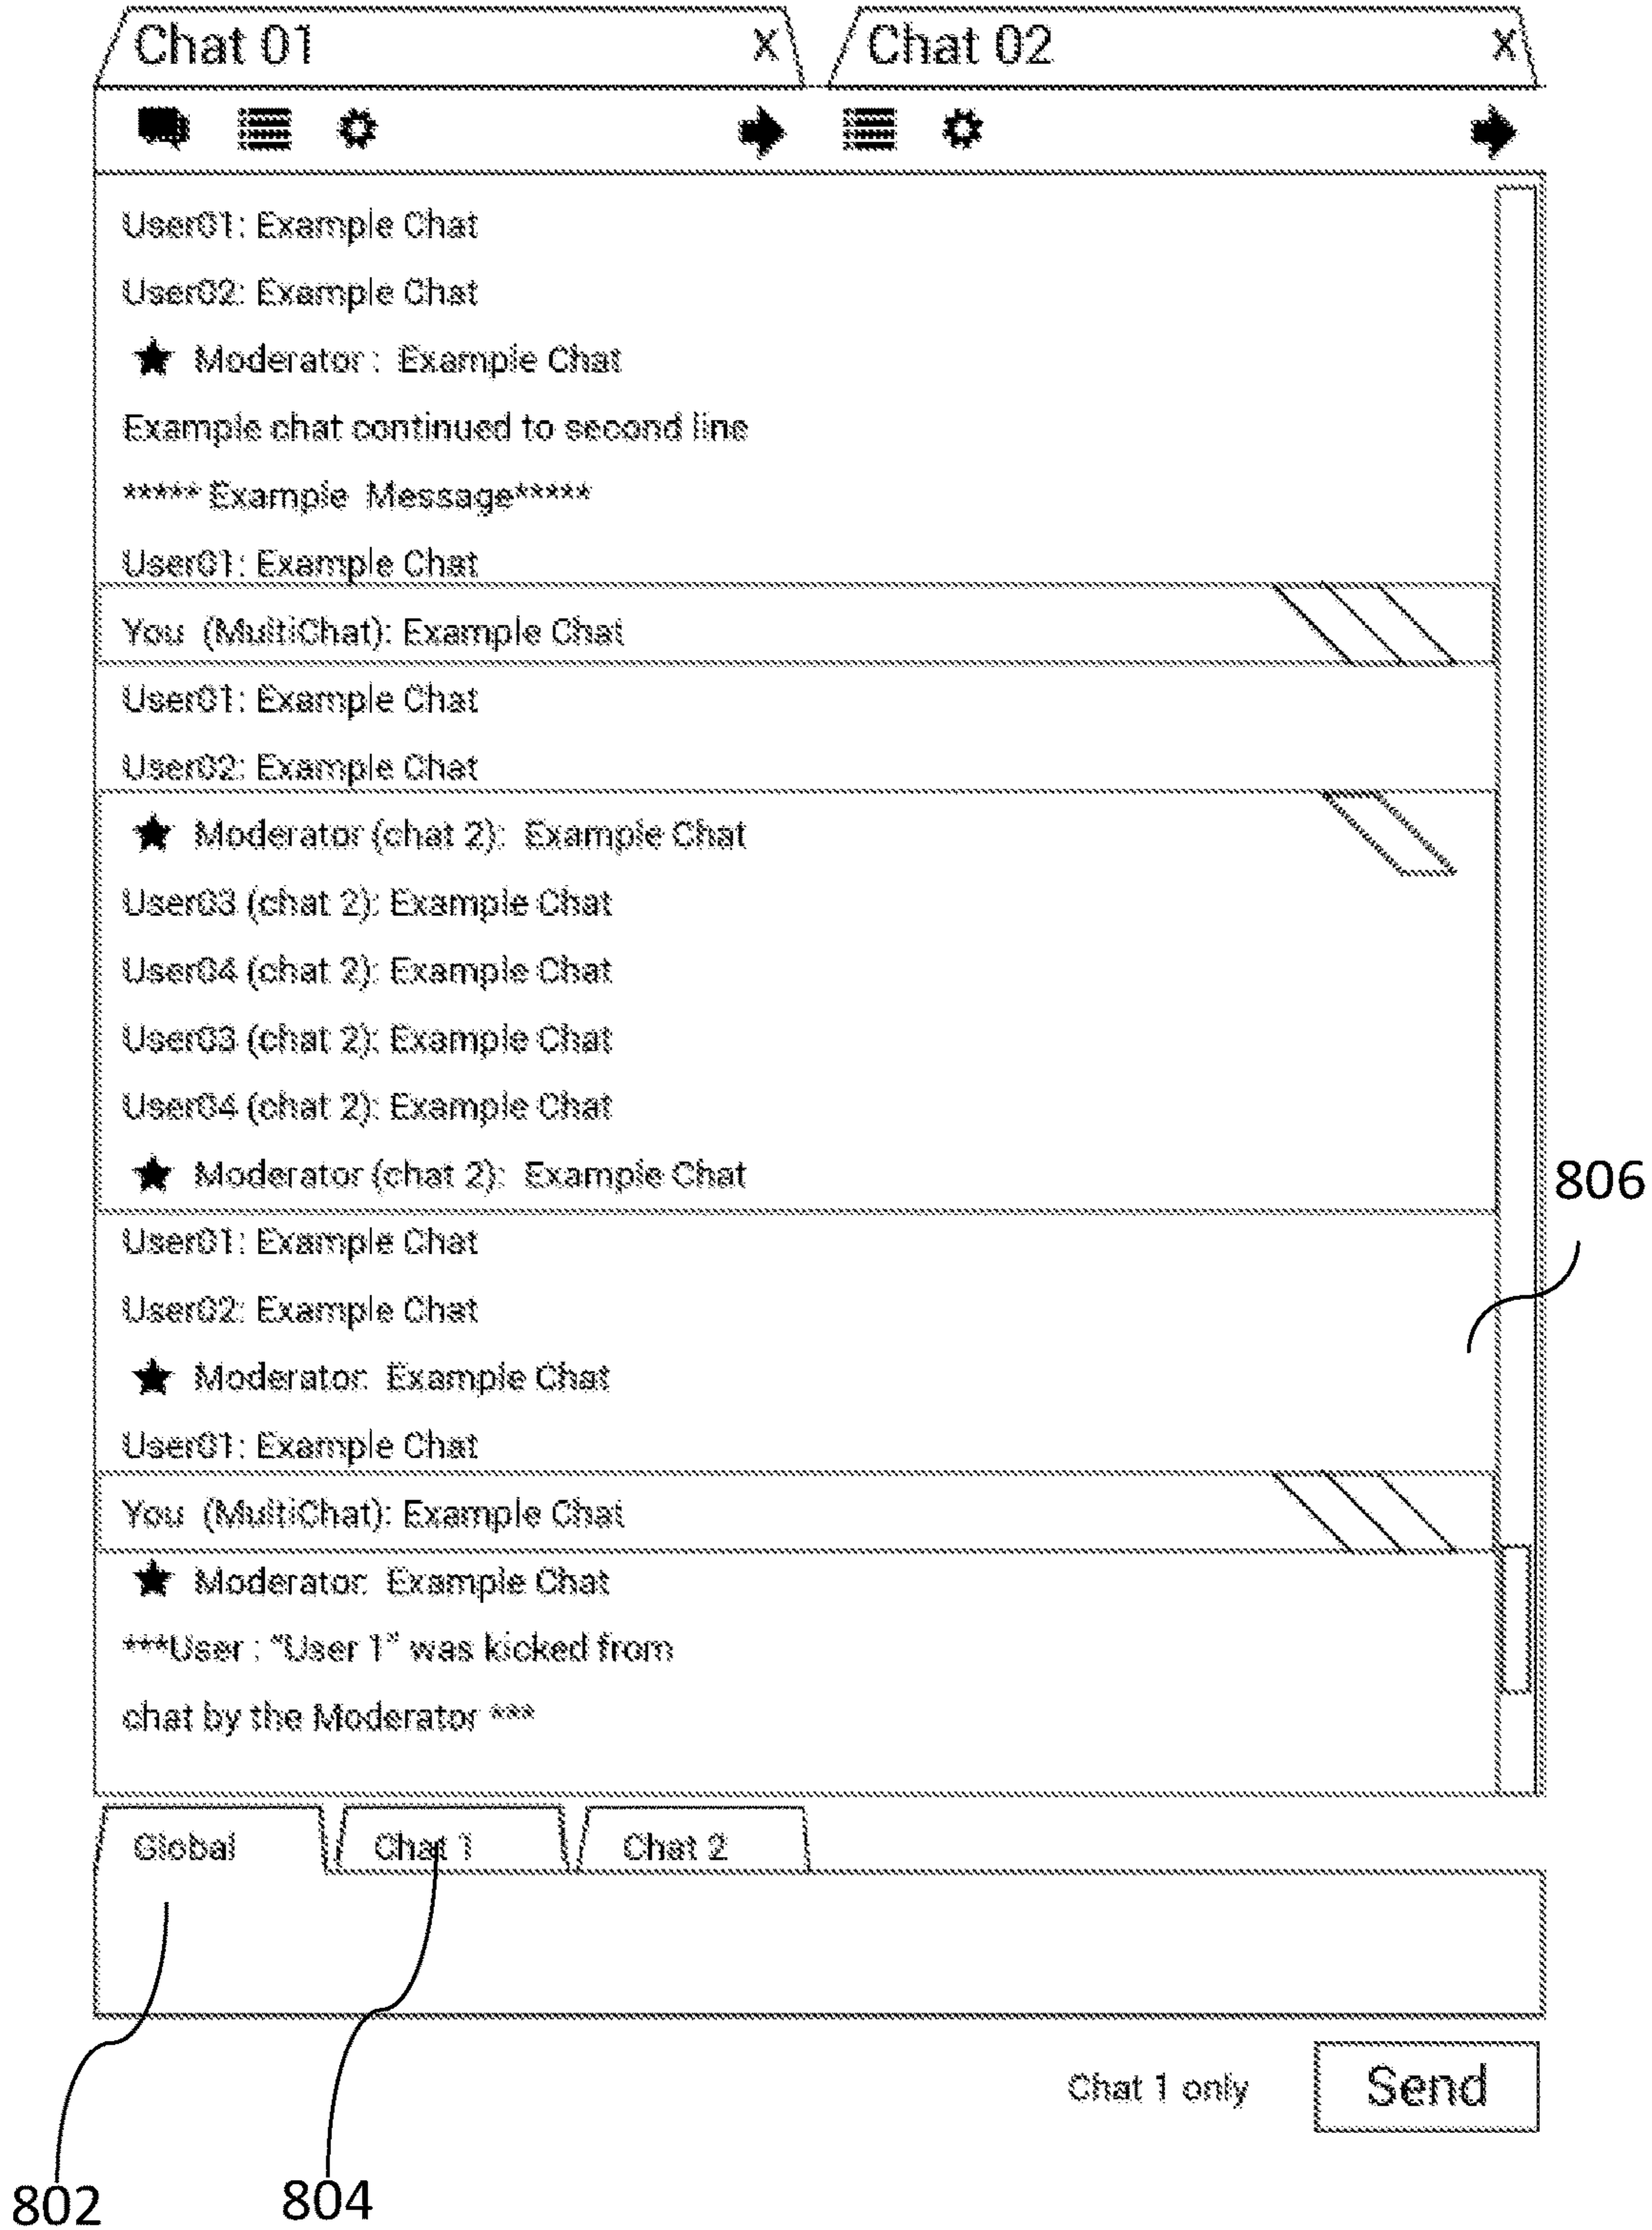 Chat 01 X Chat 02 X
User01: Example Chat
User02: Example Chat
★ Moderator : Example Chat
Example chat continued to second line
***** Example Message*****
User01: Example Chat
You (MultiChat): Example Chat
User01: Example Chat
User02: Example Chat
★ Moderator (chat 2): Example Chat
User03 (chat 2): Example Chat
User04 (chat 2): Example Chat
User03 (chat 2): Example Chat
User04 (chat 2): Example Chat
★ Moderator (chat 2): Example Chat
806
User01: Example Chat
User02: Example Chat
★ Moderator: Example Chat
User01: Example Chat
You (MultiChat): Example Chat
★ Moderator: Example Chat
***User : "User 1" was kicked from
chat by the Moderator ***
Global Chat 1 Chat 2
Chat 1 only Send
802 804